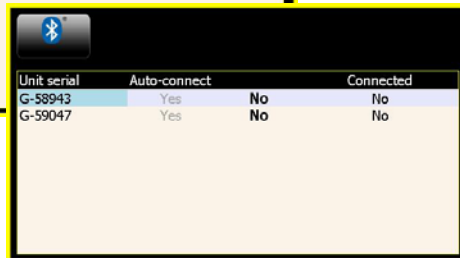 Unit serial Auto-connect Connected
G-58943 Yes No No
G-59047 Yes No No